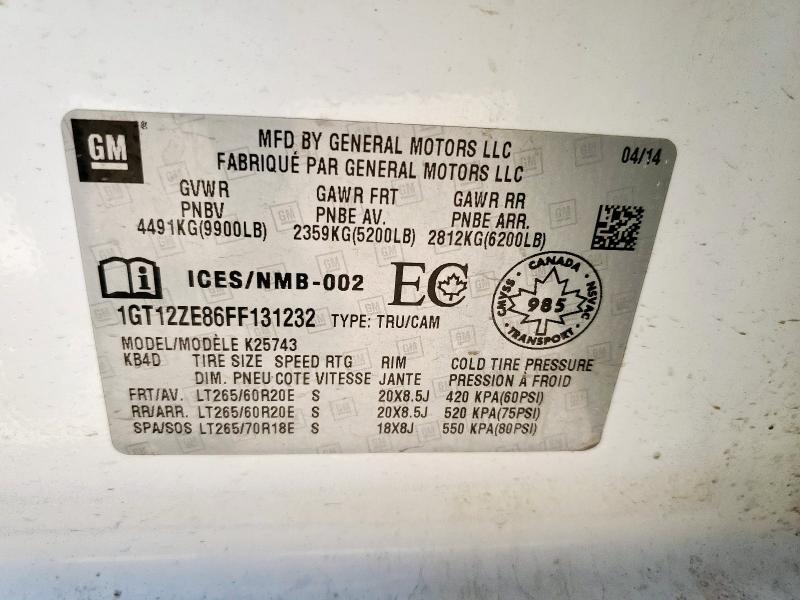 GM
MFD BY GENERAL MOTORS LLC
FABRIQUÉ PAR GENERAL MOTORS LLC
04/14
GVWR GAWR FRT GAWR RR
PNBV PNBE AV. PNBE ARR.
4491KG(9900LB) 2359KG(5200LB) 2812KG(6200LB)
ICES/NMB-002 EC
CANADA
CMVSS 985 NSVAC
TRANSPORT
1GT12ZE86FF131232 TYPE: TRU/CAM
MODEL/MODÈLE K25743
KB4D TIRE SIZE SPEED RTG RIM COLD TIRE PRESSURE
DIM. PNEU COTE VITESSE JANTE PRESSION À FROID
FRT/AV. LT265/60R20E S 20X8.5J 420 KPA(60PSI)
RR/ARR. LT265/60R20E S 20X8.5J 520 KPA(75PSI)
SPA/SOS LT265/70R18E S 18X8J 550 KPA(80PSI)